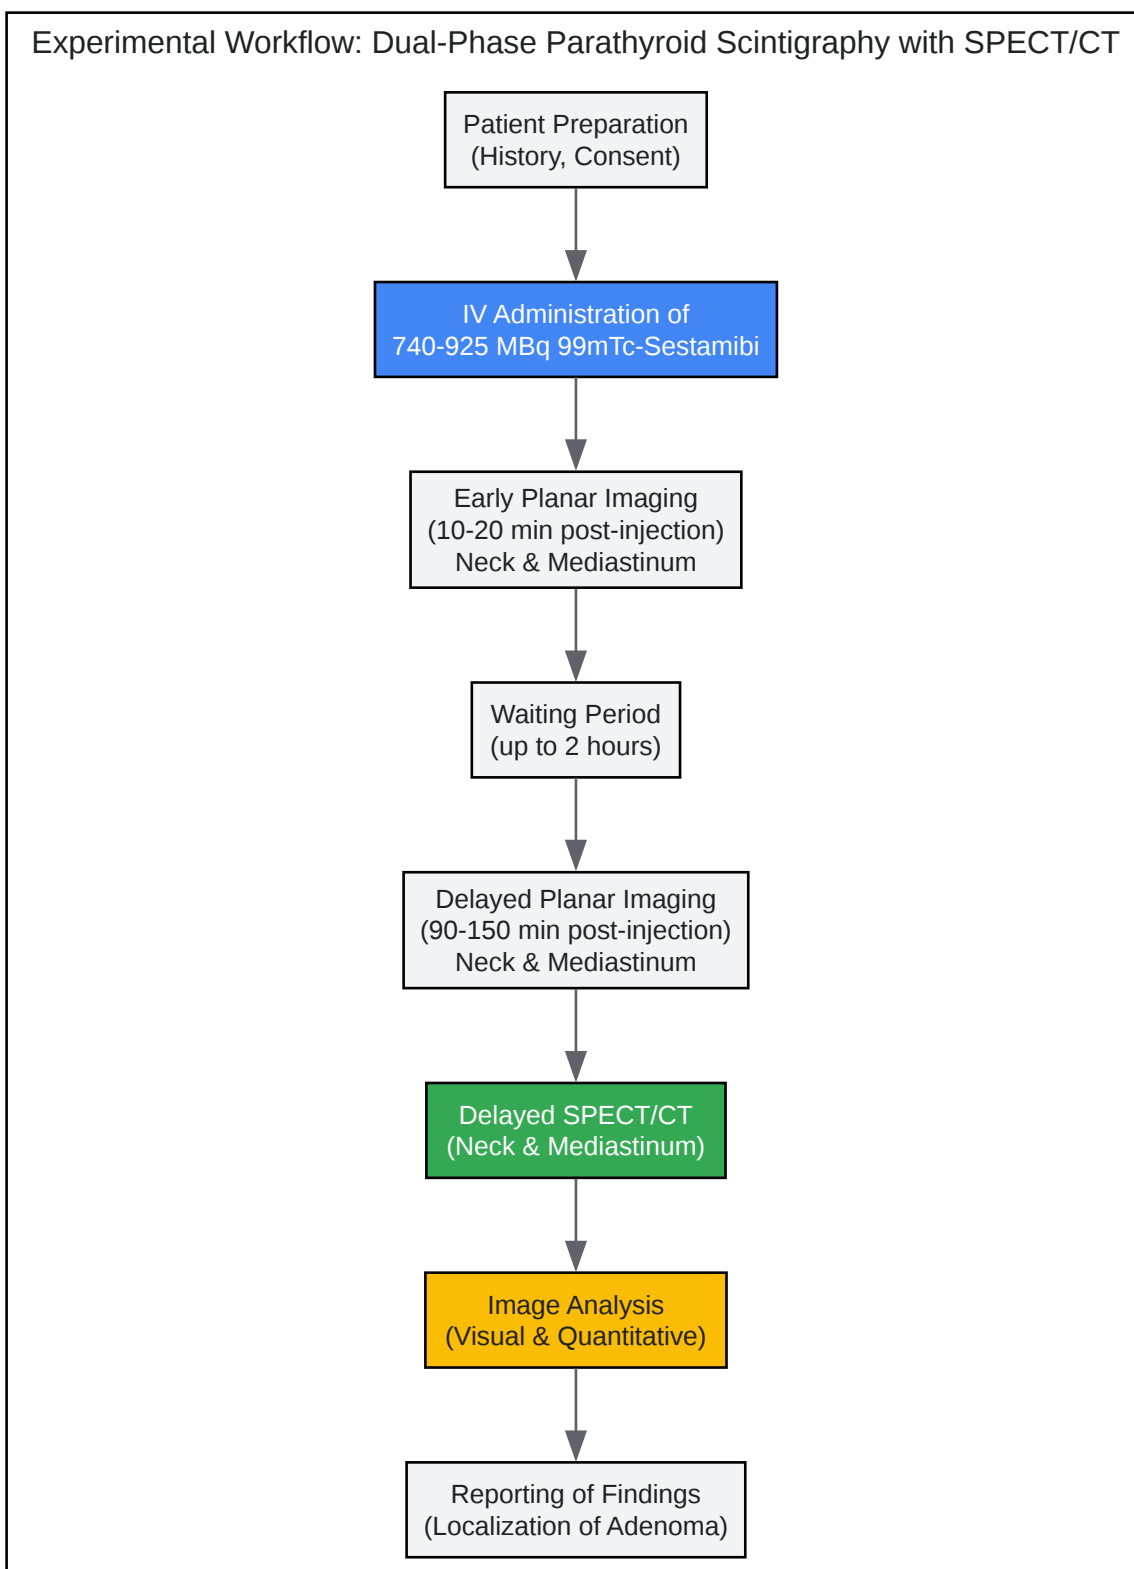 Experimental Workflow: Dual-Phase Parathyroid Scintigraphy with SPECT/CT
Patient Preparation
(History, Consent)
IV Administration of
740-925 MBq 99mTc-Sestamibi
Early Planar Imaging
(10-20 min post-injection)
Neck & Mediastinum
Waiting Period
(up to 2 hours)
Delayed Planar Imaging
(90-150 min post-injection)
Neck & Mediastinum
Delayed SPECT/CT
(Neck & Mediastinum)
Image Analysis
(Visual & Quantitative)
Reporting of Findings
(Localization of Adenoma)